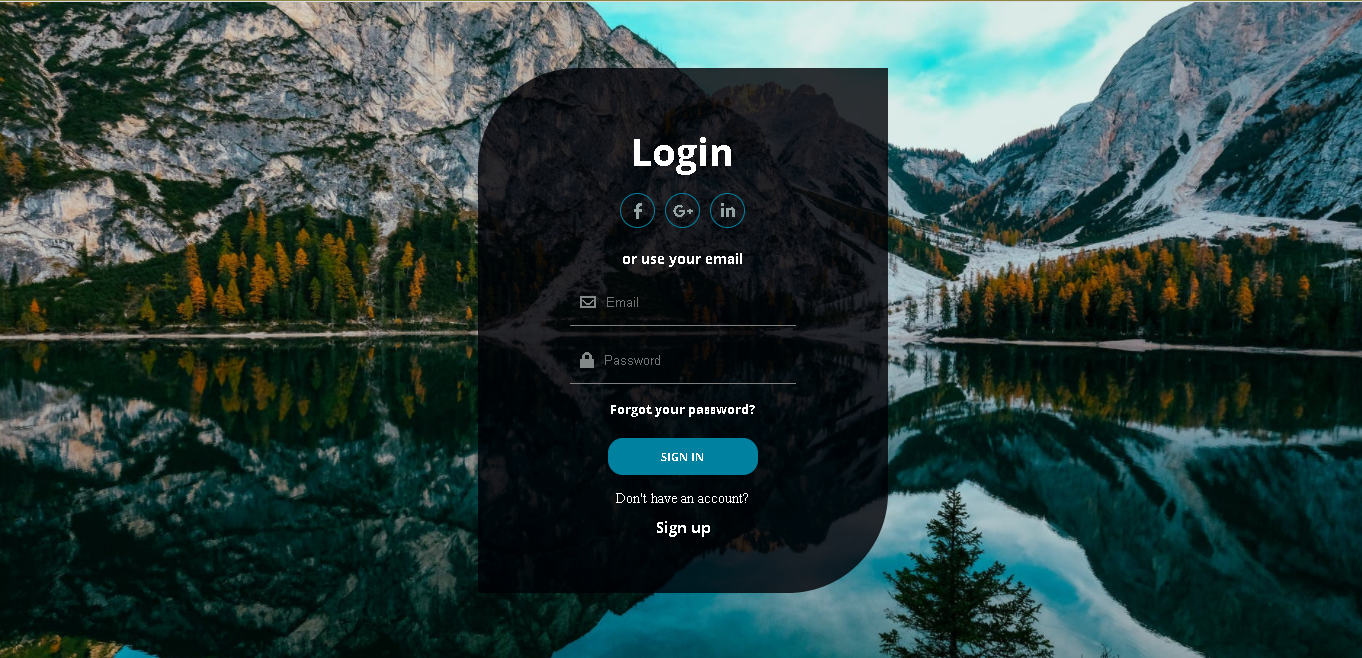 Login
f G+ in
or use your email
Email
Password
Forgot your password?
SIGN IN
Don't have an account?
Sign up